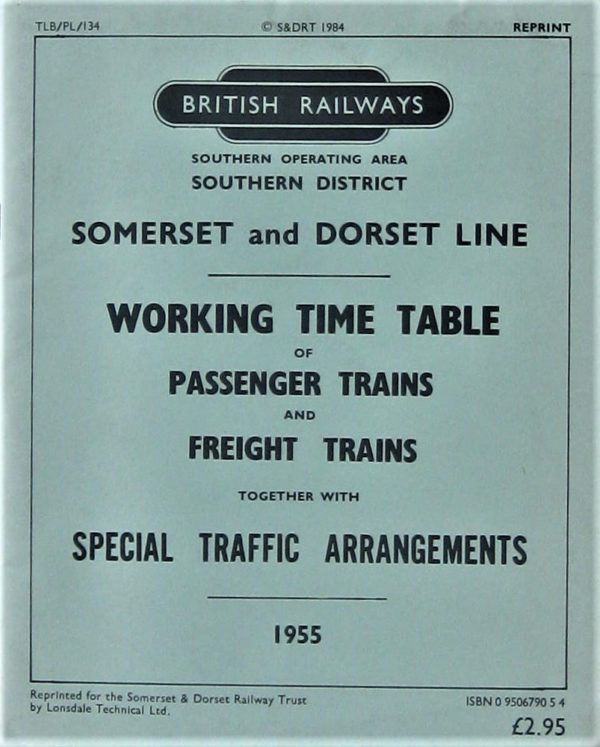 TLB/PL/134 © S&DRT 1984 REPRINT
BRITISH RAILWAYS
SOUTHERN OPERATING AREA
SOUTHERN DISTRICT
SOMERSET and DORSET LINE
WORKING TIME TABLE
OF
PASSENGER TRAINS
AND
FREIGHT TRAINS
TOGETHER WITH
SPECIAL TRAFFIC ARRANGEMENTS
1955
Reprinted for the Somerset & Dorset Railway Trust
by Lonsdale Technical Ltd.
ISBN 0 9506790 5 4
£2.95